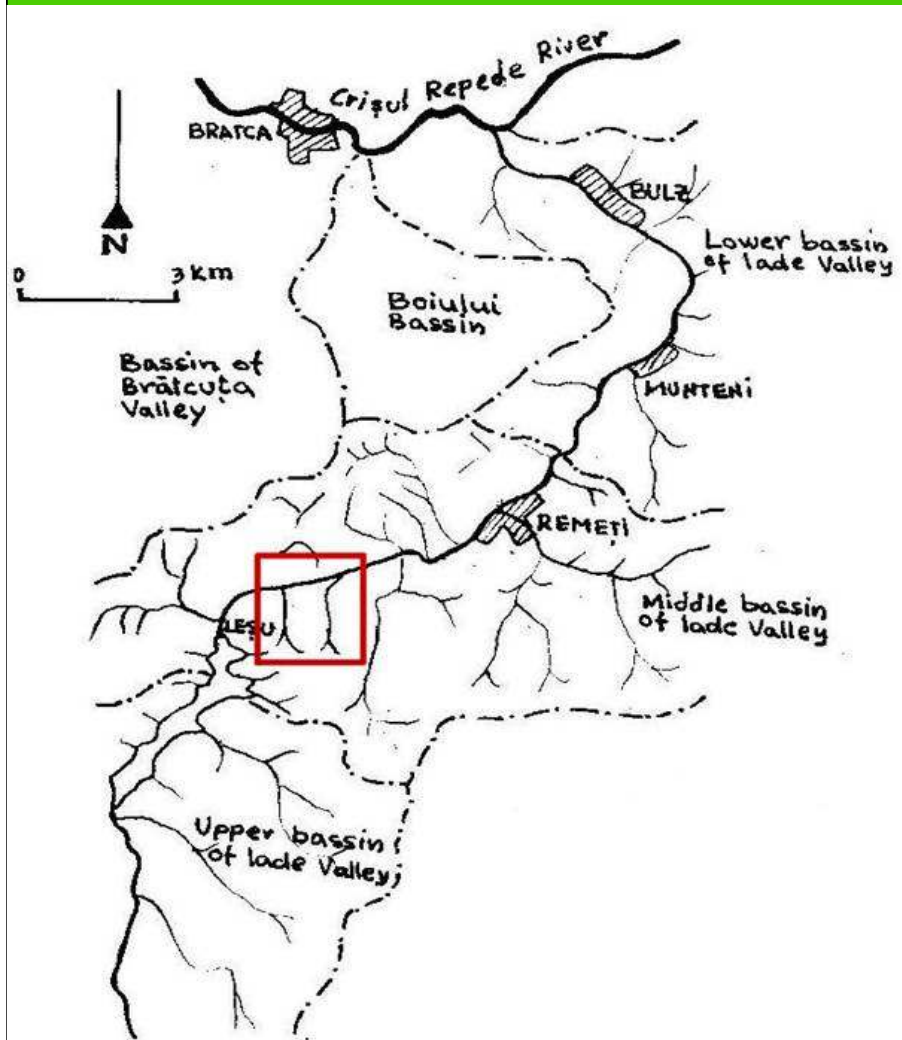 Crişul Repede River
BRATCA
BULZ
N
Lower bassin
of Iade Valley
0 3 Km
Boiului
Bassin
Bassin of
Brătcuţa
Valley
MUNTENI
REMEŢI
Middle bassin
of Iade Valley
LEŞU
Upper bassin
of Iade Valley